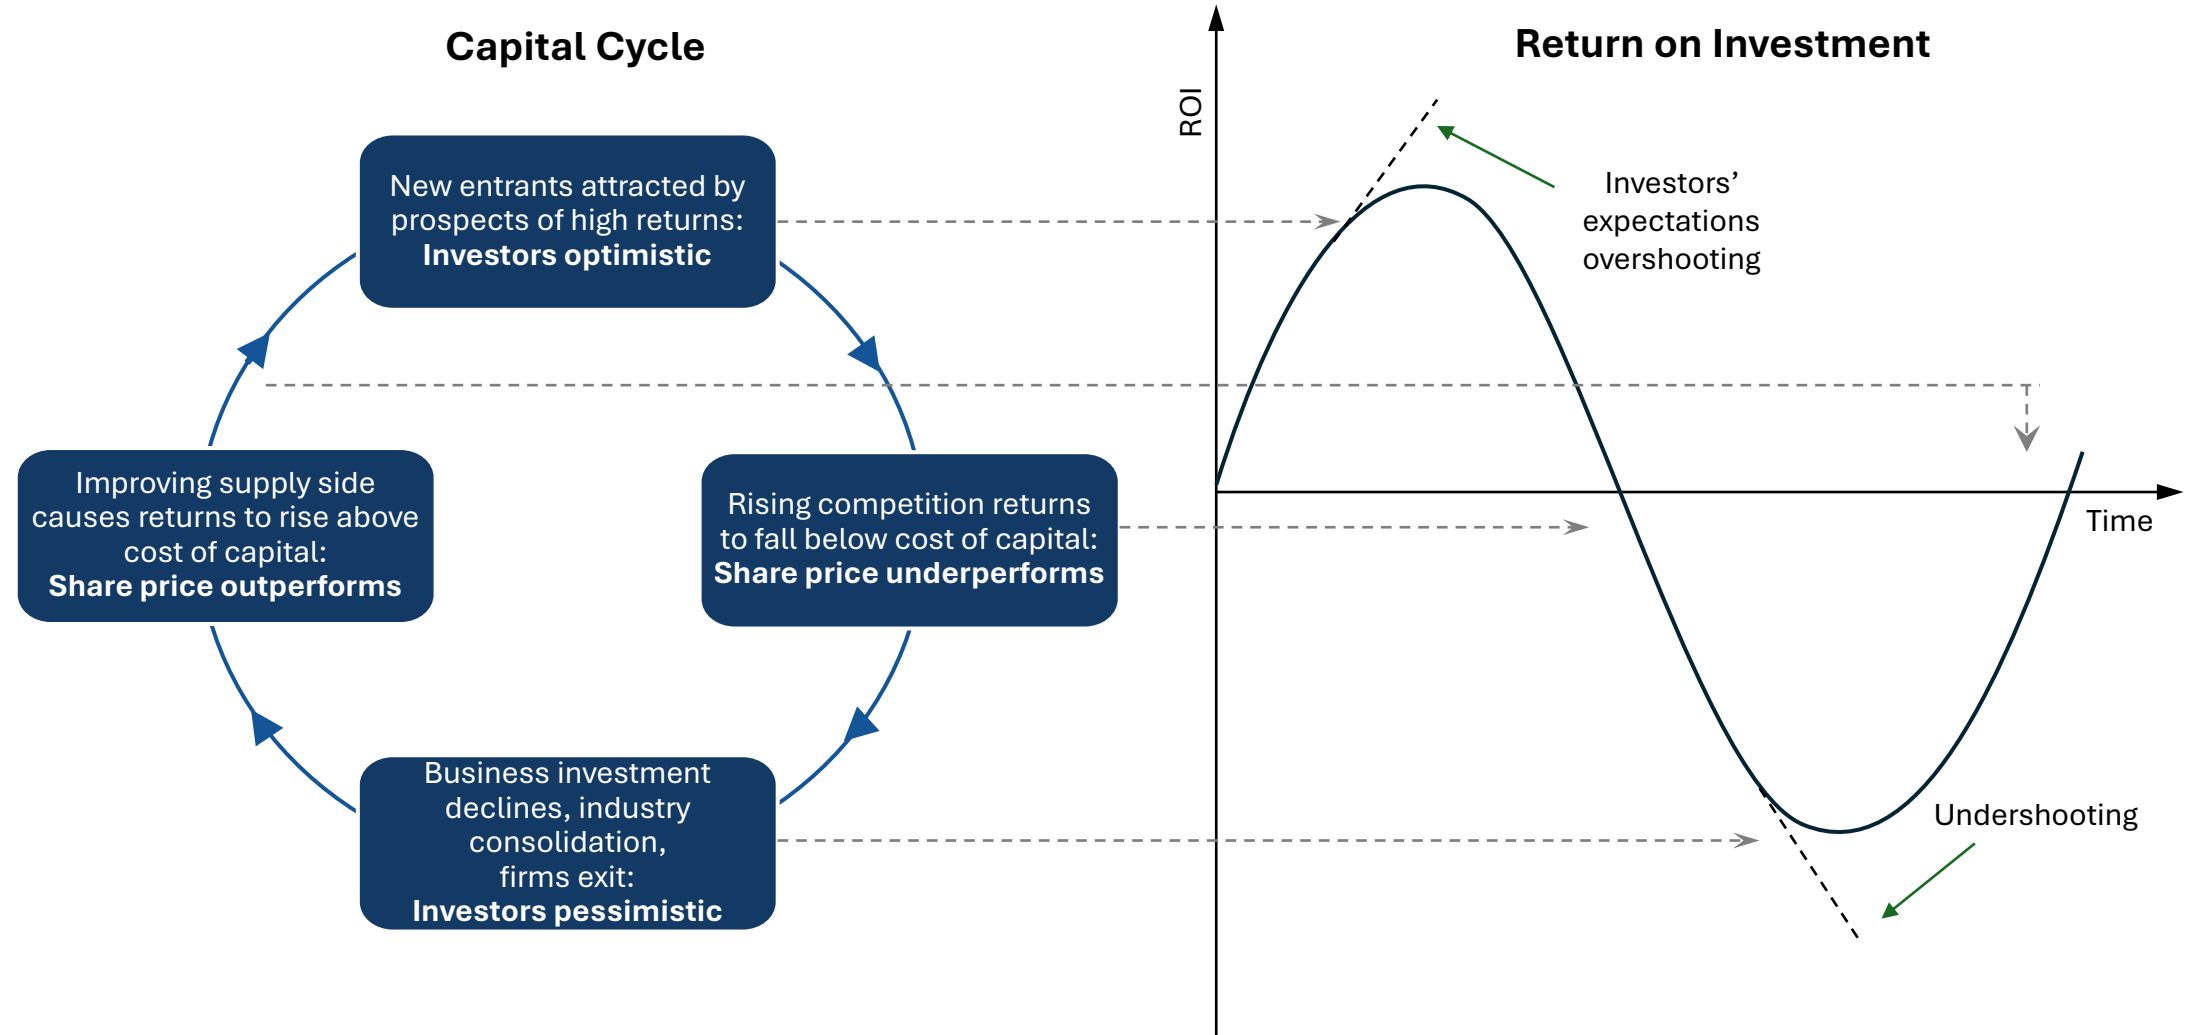 Capital Cycle
New entrants attracted by
prospects of high returns:
Investors optimistic
Improving supply side
causes returns to rise above
cost of capital:
Share price outperforms
Rising competition returns
to fall below cost of capital:
Share price underperforms
Business investment
declines, industry
consolidation,
firms exit:
Investors pessimistic
Return on Investment
ROI
Investors’
expectations
overshooting
Time
Undershooting